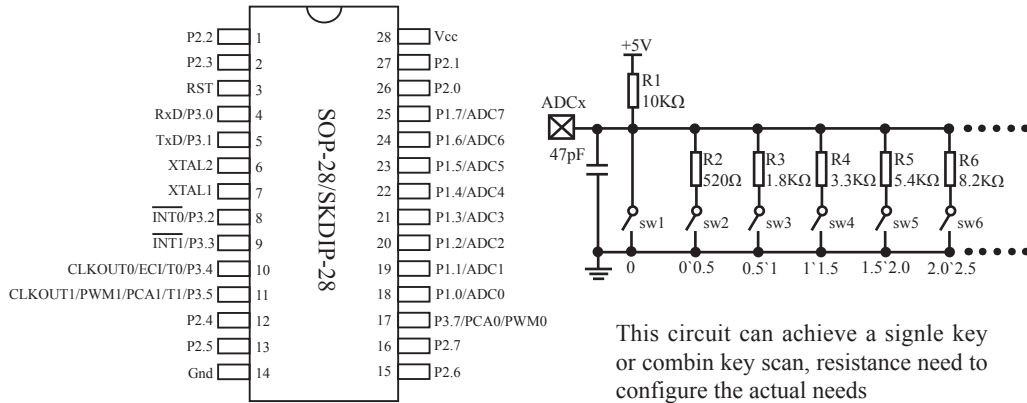 P2.2
P2.3
RST
RxD/P3.0
TxD/P3.1
XTAL2
XTAL1
INT0/P3.2
INT1/P3.3
CLKOUT0/ECI/T0/P3.4
CLKOUT1/PWM1/PCA1/T1/P3.5
P2.4
P2.5
Gnd
1
2
3
4
5
6
7
8
9
10
11
12
13
14
SOP-28/SKDIP-28
28
27
26
25
24
23
22
21
20
19
18
17
16
15
Vcc
P2.1
P2.0
P1.7/ADC7
P1.6/ADC6
P1.5/ADC5
P1.4/ADC4
P1.3/ADC3
P1.2/ADC2
P1.1/ADC1
P1.0/ADC0
P3.7/PCA0/PWM0
P2.7
P2.6
+5V
R1
10KΩ
ADCx
47pF
R2
520Ω
R3
1.8KΩ
R4
3.3KΩ
R5
5.4KΩ
R6
8.2KΩ
sw1
sw2
sw3
sw4
sw5
sw6
0
0`0.5
0.5`1
1`1.5
1.5`2.0
2.0`2.5
This circuit can achieve a signle key
or combin key scan, resistance need to
configure the actual needs